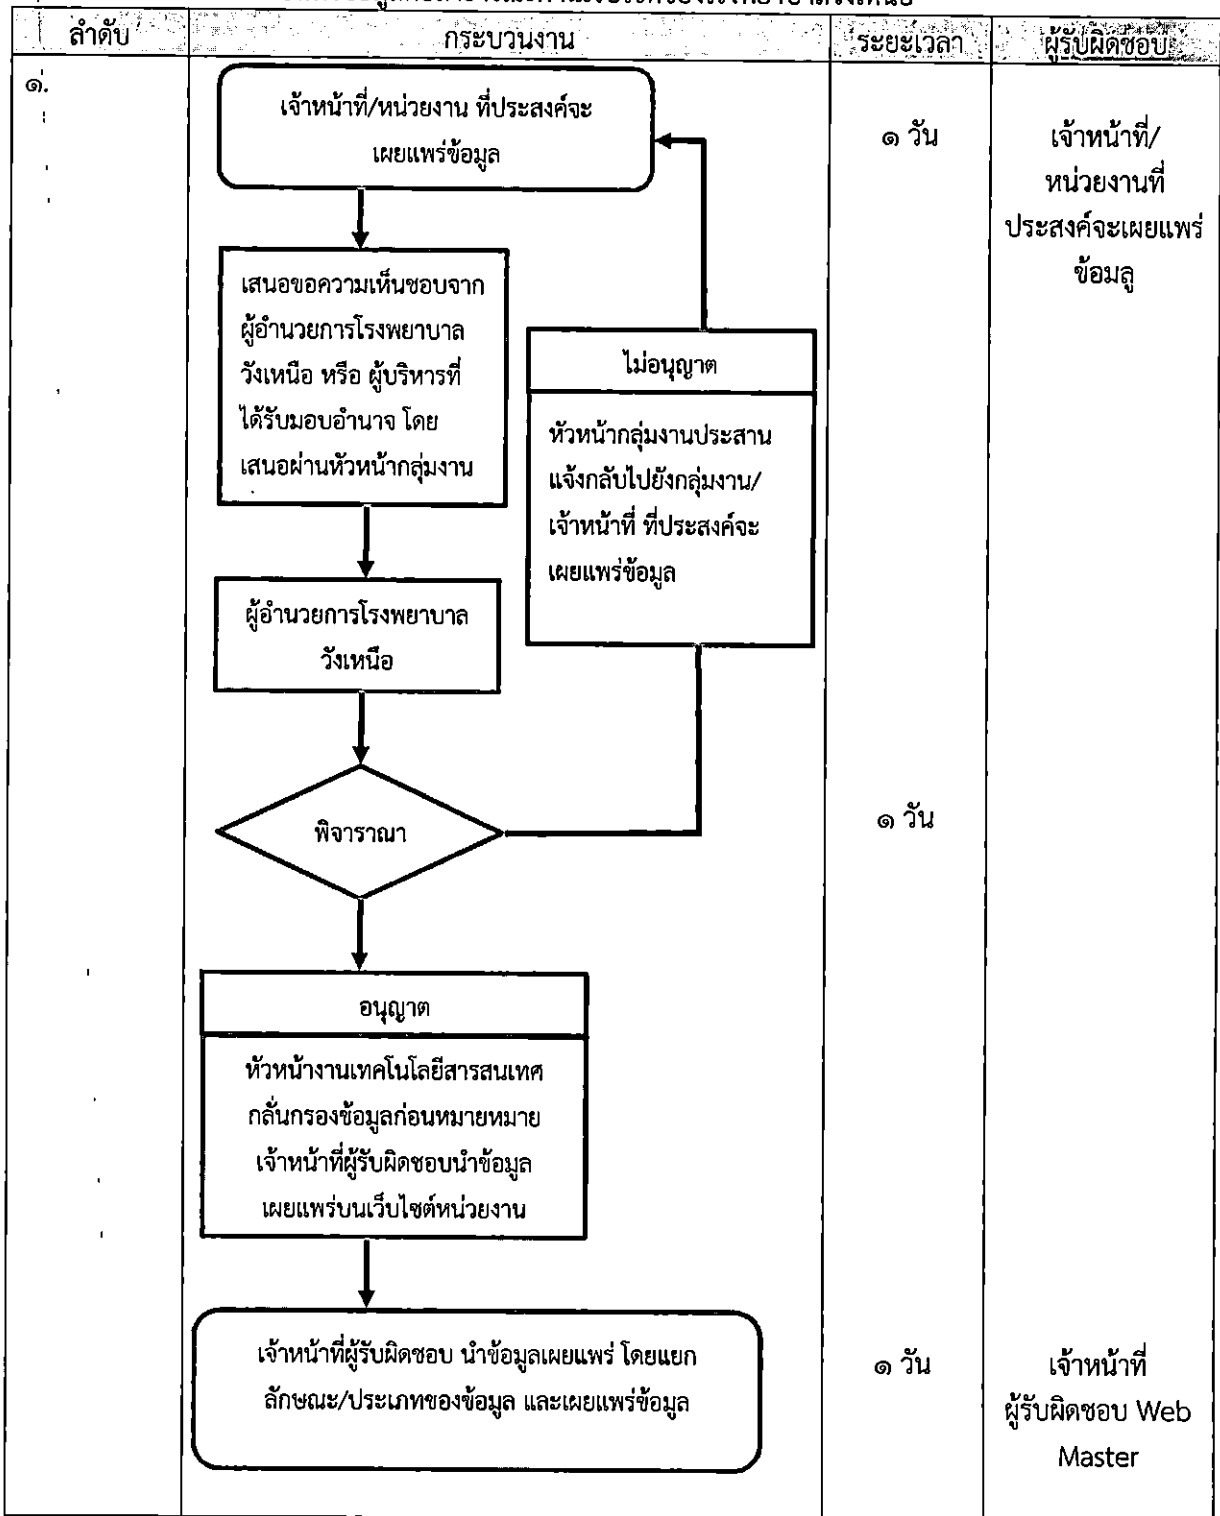 ลำดับ
กระบวนงาน
ระยะเวลา
ผู้รับผิดชอบ
๑.
เจ้าหน้าที่/หน่วยงาน ที่ประสงค์จะ
เผยแพร่ข้อมูล
๑ วัน
เจ้าหน้าที่/
หน่วยงานที่
ประสงค์จะเผยแพร่
ข้อมลู
เสนอขอความเห็นชอบจาก
ผู้อำนวยการโรงพยาบาล
วังเหนือ หรือ ผู้บริหารที่
ได้รับมอบอำนาจ โดย
เสนอผ่านหัวหน้ากลุ่มงาน
ไม่อนุญาต
หัวหน้ากลุ่มงานประสาน
แจ้งกลับไปยังกลุ่มงาน/
เจ้าหน้าที่ ที่ประสงค์จะ
เผยแพร่ข้อมูล
ผู้อำนวยการโรงพยาบาล
วังเหนือ
พิจาราณา
๑ วัน
อนุญาต
หัวหน้างานเทคโนโลยีสารสนเทศ
กลั่นกรองข้อมูลก่อนหมายหมาย
เจ้าหน้าที่ผู้รับผิดชอบนำข้อมูล
เผยแพร่บนเว็บไซต์หน่วยงาน
เจ้าหน้าที่ผู้รับผิดชอบ นำข้อมูลเผยแพร่ โดยแยก
ลักษณะ/ประเภทของข้อมูล และเผยแพร่ข้อมูล
๑ วัน
เจ้าหน้าที่
ผู้รับผิดชอบ Web
Master